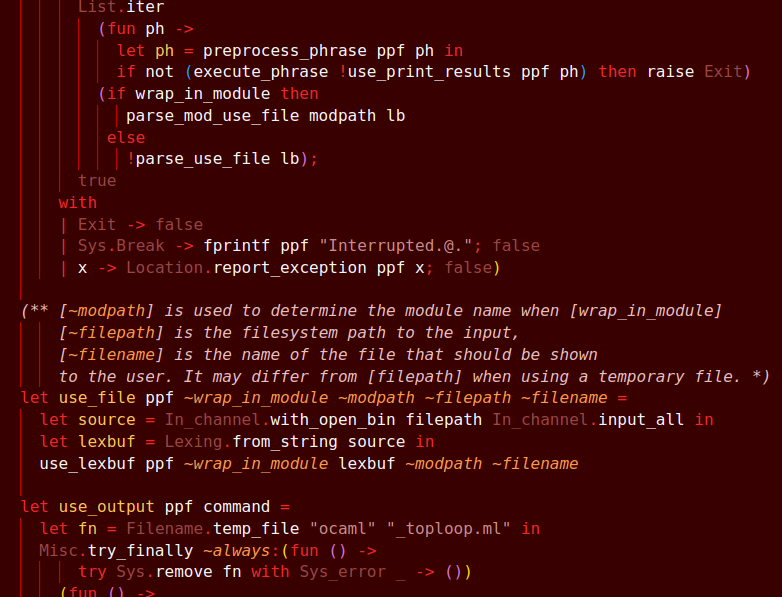 List.iter
(fun ph ->
let ph = preprocess_phrase ppf ph in
if not (execute_phrase !use_print_results ppf ph) then raise Exit)
(if wrap_in_module then
parse_mod_use_file modpath lb
else
!parse_use_file lb);
true
with
| Exit -> false
| Sys.Break -> fprintf ppf "Interrupted.@."; false
| x -> Location.report_exception ppf x; false)
(** [~modpath] is used to determine the module name when [wrap_in_module]
[~filepath] is the filesystem path to the input,
[~filename] is the name of the file that should be shown
to the user. It may differ from [filepath] when using a temporary file. *)
let use_file ppf ~wrap_in_module ~modpath ~filepath ~filename =
let source = In_channel.with_open_bin filepath In_channel.input_all in
let lexbuf = Lexing.from_string source in
use_lexbuf ppf ~wrap_in_module lexbuf ~modpath ~filename
let use_output ppf command =
let fn = Filename.temp_file "ocaml" "_toploop.ml" in
Misc.try_finally ~always:(fun () ->
try Sys.remove fn with Sys_error _ -> ())
(fun () ->